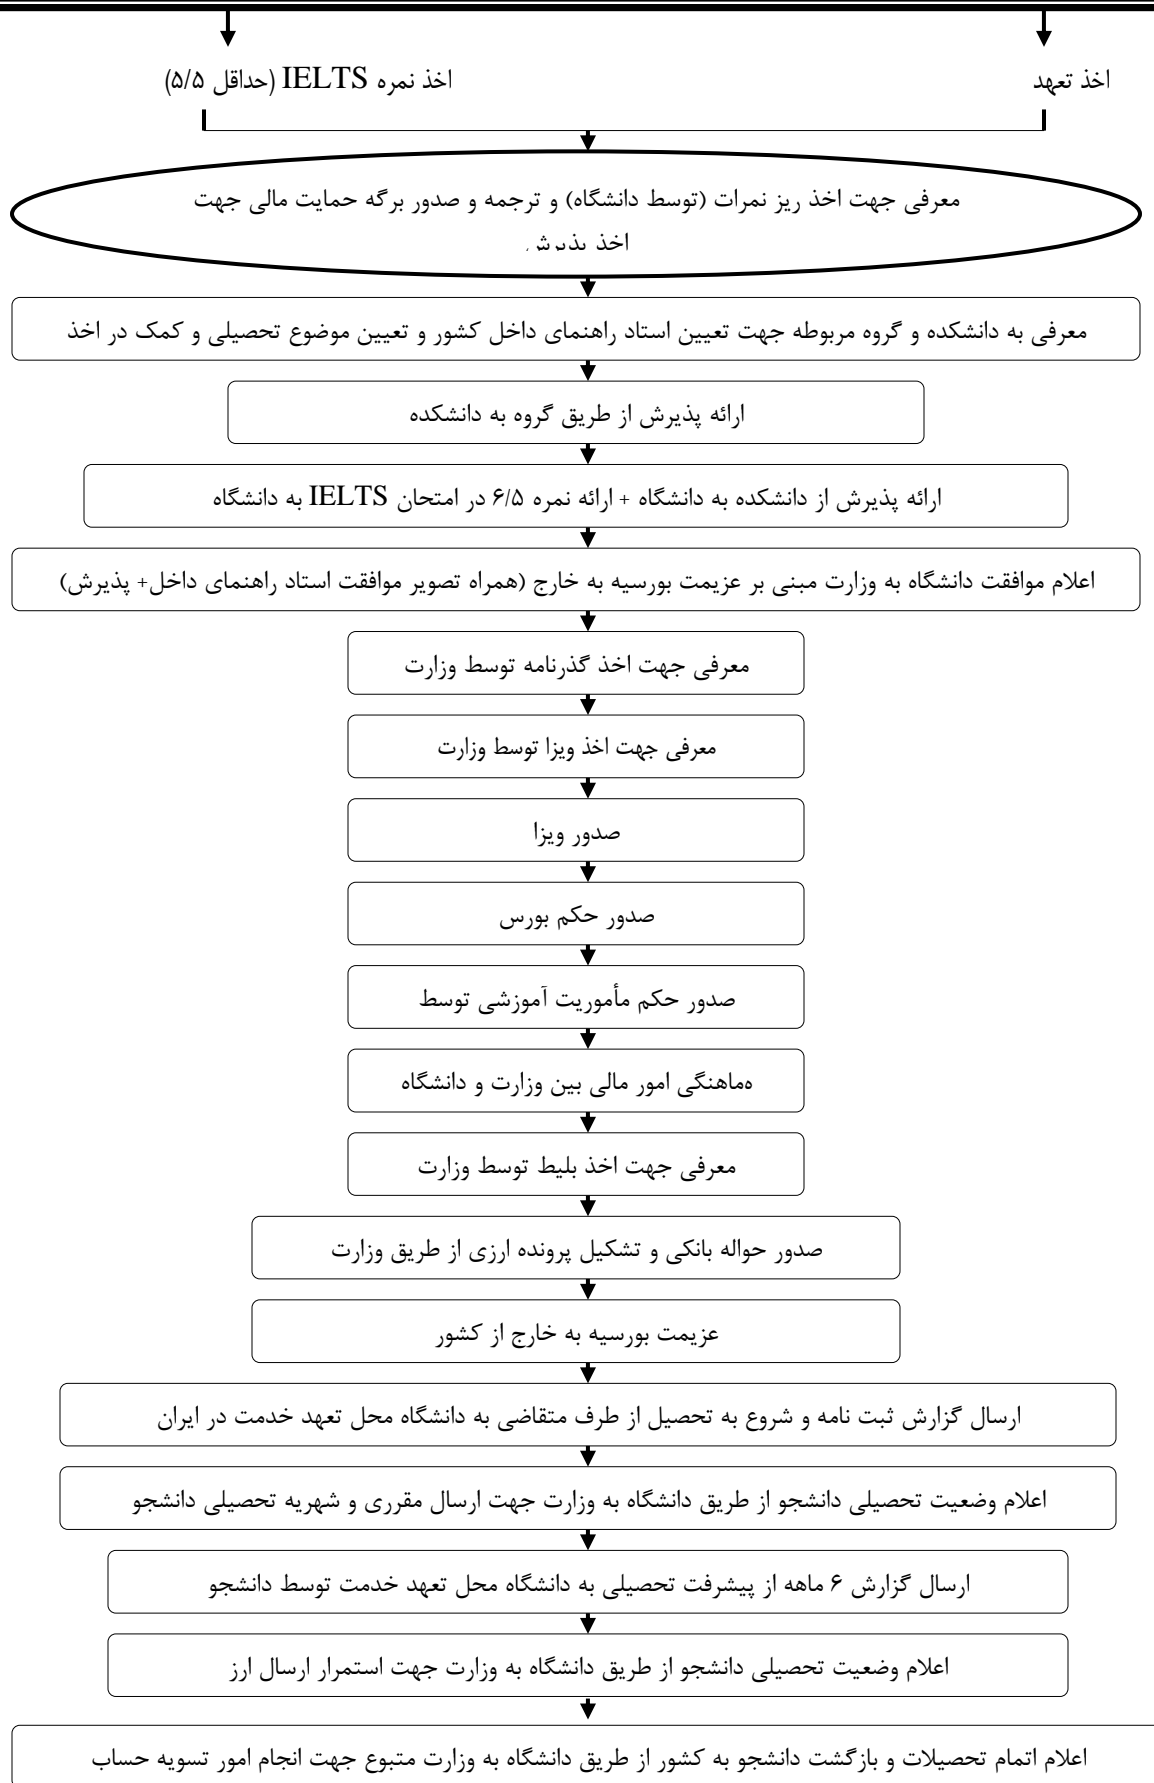 اخذ تعهد
اخذ نمره IELTS (حداقل ۵/۵)
معرفی جهت اخذ ریز نمرات (توسط دانشگاه) و ترجمه و صدور برگه حمایت مالی جهت
اخذ پذیرش
معرفی به دانشکده و گروه مربوطه جهت تعیین استاد راهنمای داخل کشور و تعیین موضوع تحصیلی و کمک در اخذ
ارائه پذیرش از طریق گروه به دانشکده
ارائه پذیرش از دانشکده به دانشگاه + ارائه نمره ۶/۵ در امتحان IELTS به دانشگاه
اعلام موافقت دانشگاه به وزارت مبنی بر عزیمت بورسیه به خارج (همراه تصویر موافقت استاد راهنمای داخل+ پذیرش)
معرفی جهت اخذ گذرنامه توسط وزارت
معرفی جهت اخذ ویزا توسط وزارت
صدور ویزا
صدور حکم بورس
صدور حکم مأموریت آموزشی توسط
هماهنگی امور مالی بین وزارت و دانشگاه
معرفی جهت اخذ بلیط توسط وزارت
صدور حواله بانکی و تشکیل پرونده ارزی از طریق وزارت
عزیمت بورسیه به خارج از کشور
ارسال گزارش ثبت نامه و شروع به تحصیل از طرف متقاضی به دانشگاه محل تعهد خدمت در ایران
اعلام وضعیت تحصیلی دانشجو از طریق دانشگاه به وزارت جهت ارسال مقرری و شهریه تحصیلی دانشجو
ارسال گزارش ۶ ماهه از پیشرفت تحصیلی به دانشگاه محل تعهد خدمت توسط دانشجو
اعلام وضعیت تحصیلی دانشجو از طریق دانشگاه به وزارت جهت استمرار ارسال ارز
اعلام اتمام تحصیلات و بازگشت دانشجو به کشور از طریق دانشگاه به وزارت متبوع جهت انجام امور تسویه حساب